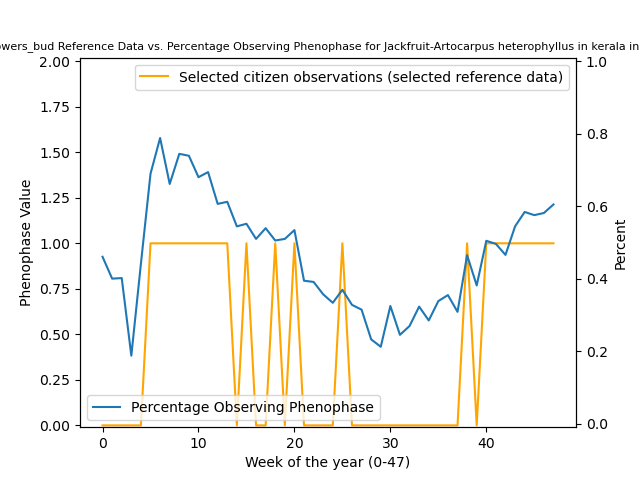 Reference Data vs. Percentage Observing Phenophase for Jackfruit-Artocarpus heterophyllus in kerala in
2.00
1.75
1.50
1.25
1.00
0.75
0.50
0.25
0.00
Phenophase Value
Selected citizen observations (selected reference data)
Percentage Observing Phenophase
1.0
0.8
0.6
0.4
0.2
0.0
Percent
0 10 20 30 40
Week of the year (0-47)